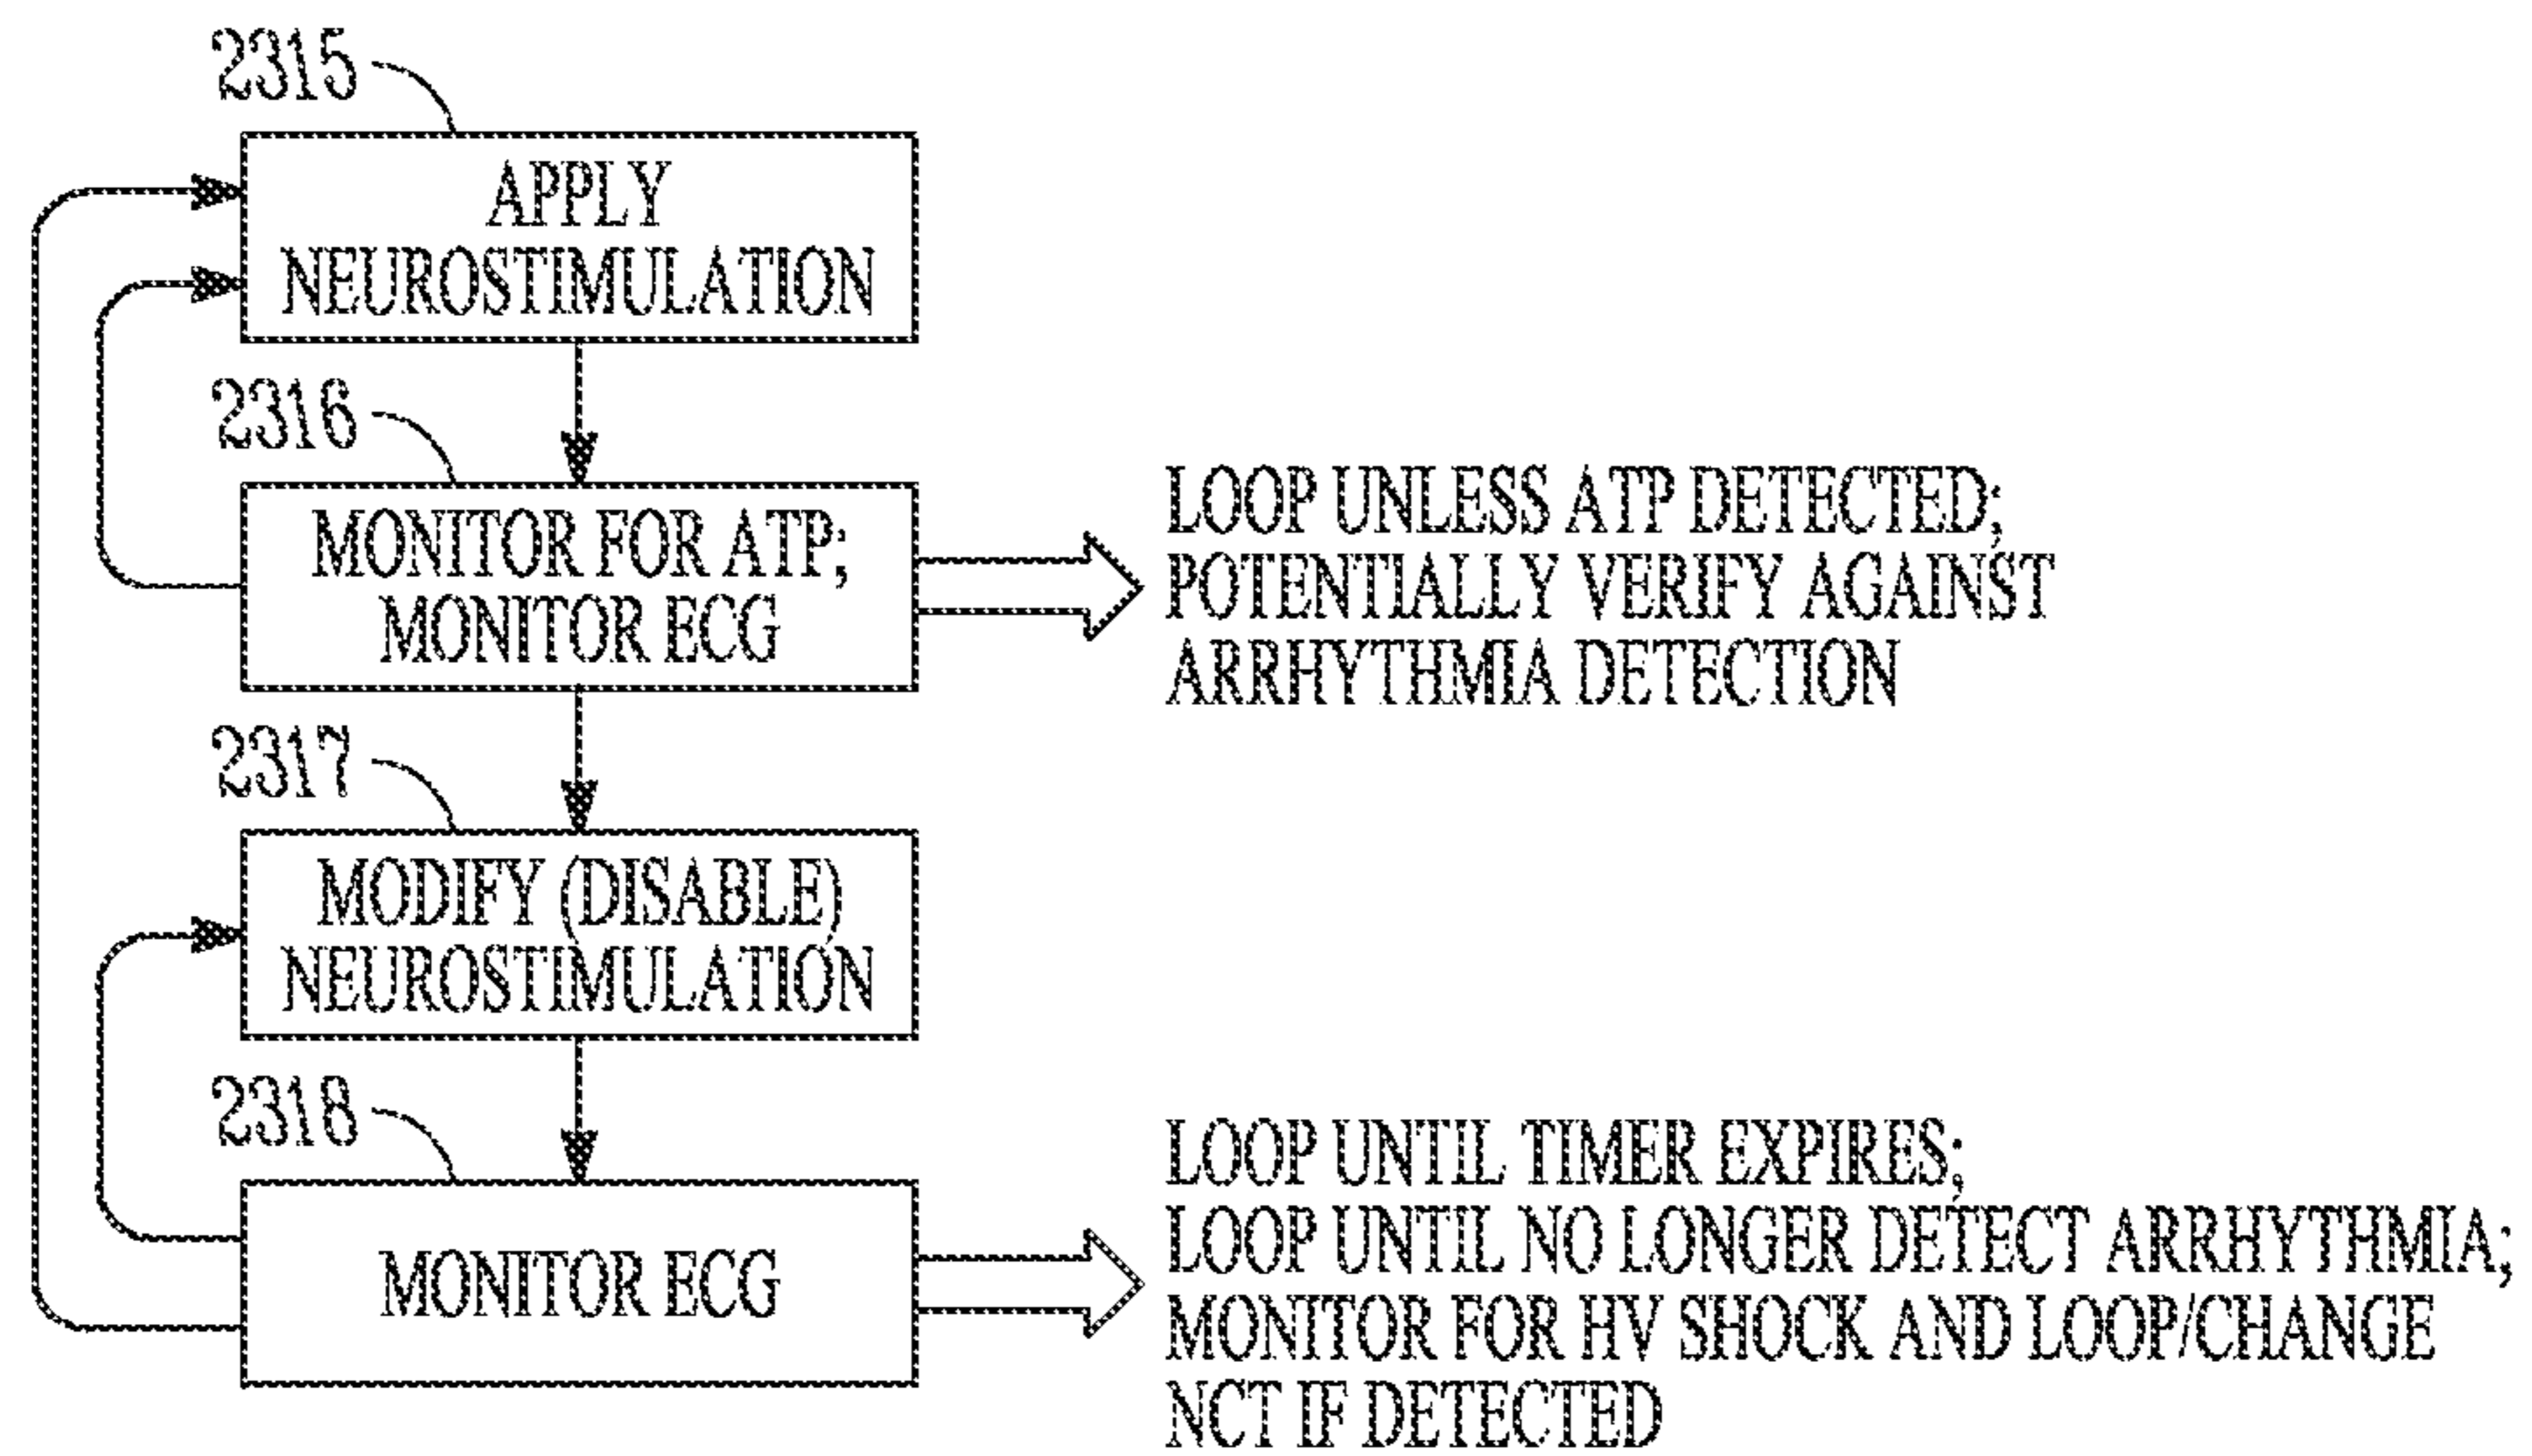 2315
APPLY
NEUROSTIMULATION
2316
MONITOR FOR ATP;
MONITOR ECG
LOOP UNLESS ATP DETECTED;
POTENTIALLY VERIFY AGAINST
ARRHYTHMIA DETECTION
2317
MODIFY (DISABLE)
NEUROSTIMULATION
2318
MONITOR ECG
LOOP UNTIL TIMER EXPIRES;
LOOP UNTIL NO LONGER DETECT ARRHYTHMIA;
MONITOR FOR HV SHOCK AND LOOP/CHANGE
NCT IF DETECTED